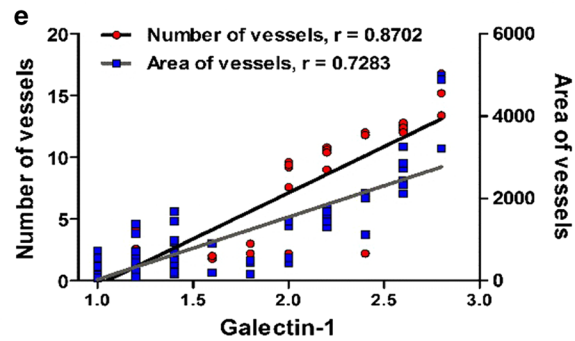 e
Number of vessels, r = 0.8702
Area of vessels, r = 0.7283
Number of vessels
20
15
10
5
0
6000
4000
2000
0
Area of vessels
1.0 1.5 2.0 2.5 3.0
Galectin-1